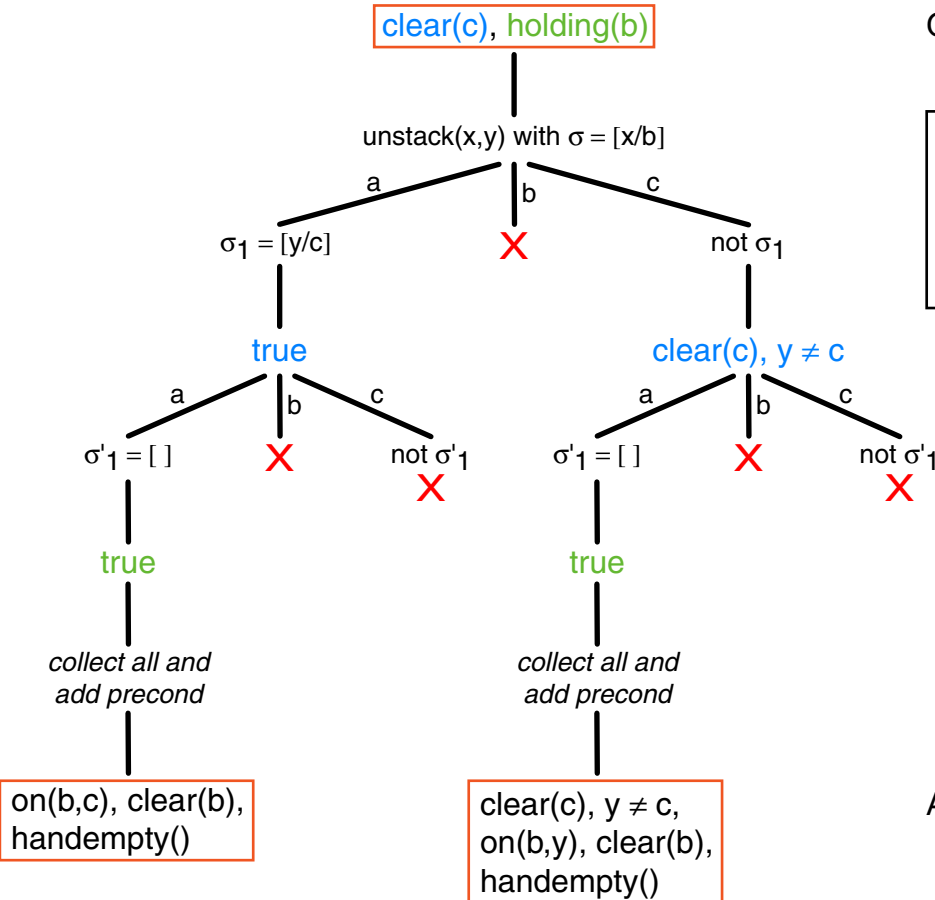 clear(c), holding(b)
unstack(x,y) with σ = [x/b]
a
b
c
σ1 = [y/c]
X
not σ1
true
clear(c), y ≠ c
a
b
c
a
b
c
σ'1 = [ ]
X
not σ'1
X
σ'1 = [ ]
X
not σ'1
X
true
true
collect all and
add precond
collect all and
add precond
on(b,c), clear(b),
handempty()
clear(c), y ≠ c,
on(b,y), clear(b),
handempty()